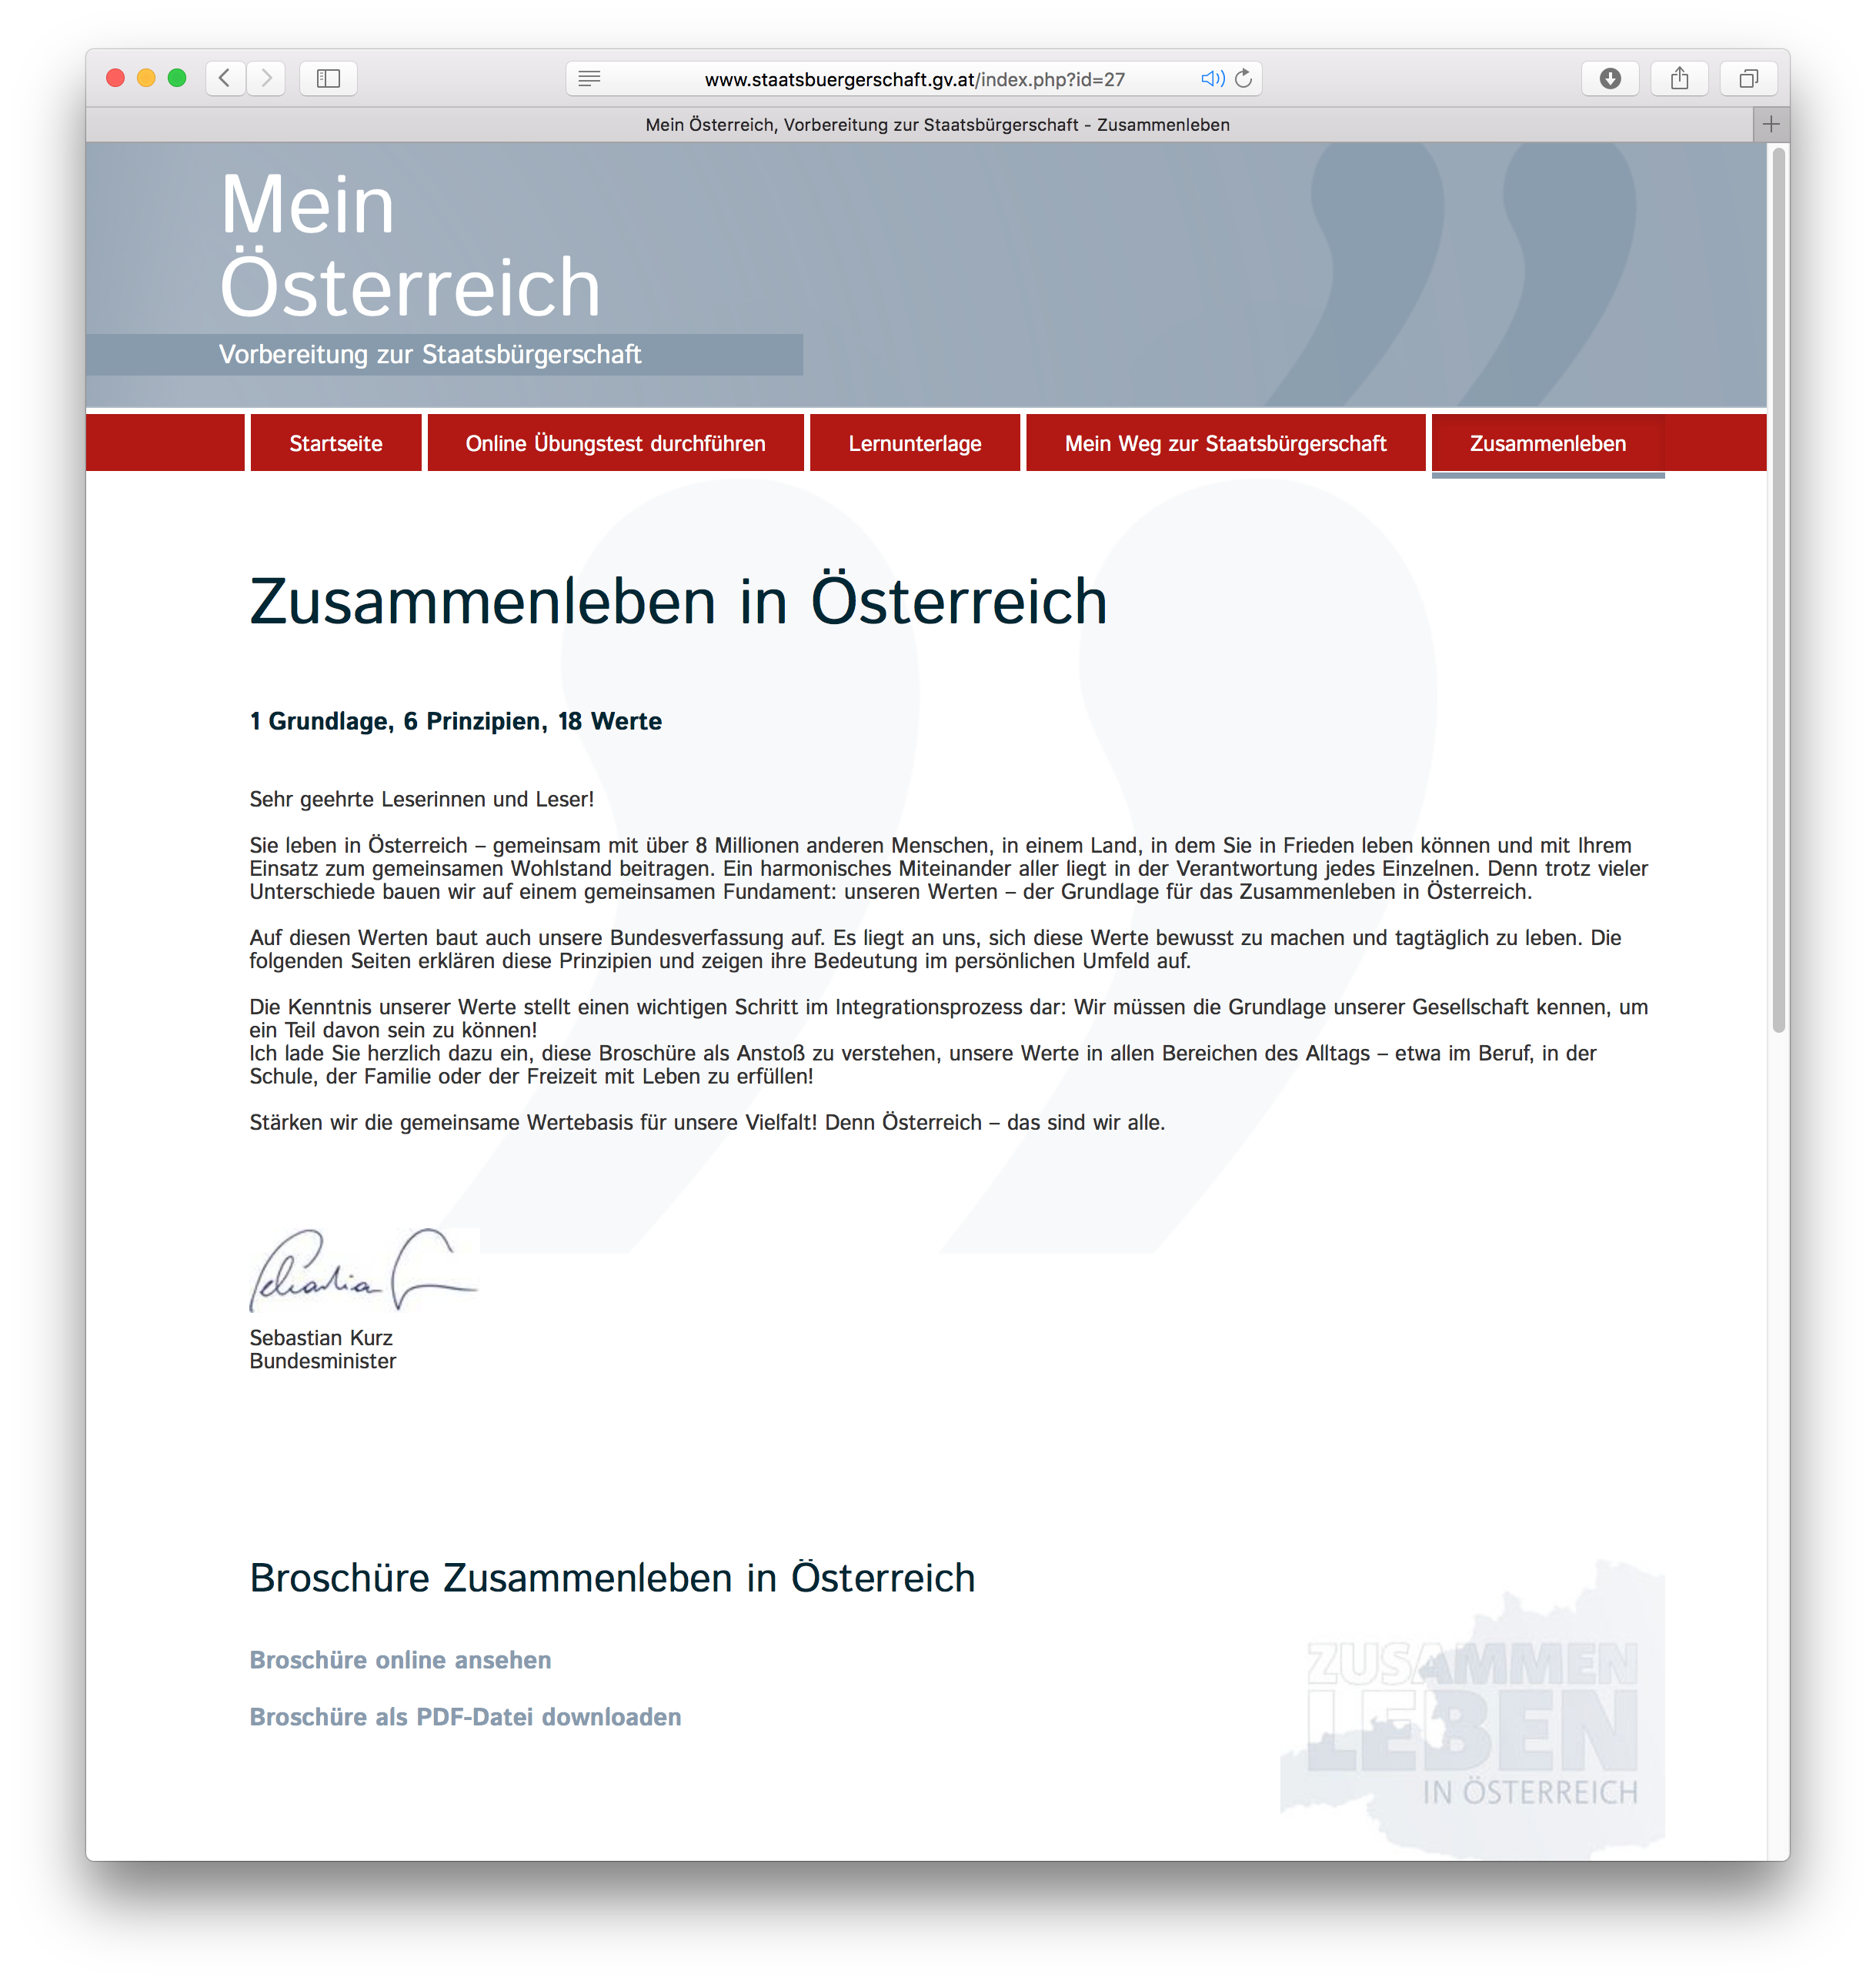 www.staatsbuergerschaft.gv.at/index.php?id=27
Mein Österreich, Vorbereitung zur Staatsbürgerschaft - Zusammenleben
Mein
Österreich
Vorbereitung zur Staatsbürgerschaft
Startseite
Online Übungstest durchführen
Lernunterlage
Mein Weg zur Staatsbürgerschaft
Zusammenleben
Zusammenleben in Österreich
1 Grundlage, 6 Prinzipien, 18 Werte
Sehr geehrte Leserinnen und Leser!
Sie leben in Österreich – gemeinsam mit über 8 Millionen anderen Menschen, in einem Land, in dem Sie in Frieden leben können und mit Ihrem
Einsatz zum gemeinsamen Wohlstand beitragen. Ein harmonisches Miteinander aller liegt in der Verantwortung jedes Einzelnen. Denn trotz vieler
Unterschiede bauen wir auf einem gemeinsamen Fundament: unseren Werten – der Grundlage für das Zusammenleben in Österreich.
Auf diesen Werten baut auch unsere Bundesverfassung auf. Es liegt an uns, sich diese Werte bewusst zu machen und tagtäglich zu leben. Die
folgenden Seiten erklären diese Prinzipien und zeigen ihre Bedeutung im persönlichen Umfeld auf.
Die Kenntnis unserer Werte stellt einen wichtigen Schritt im Integrationsprozess dar: Wir müssen die Grundlage unserer Gesellschaft kennen, um
ein Teil davon sein zu können!
Ich lade Sie herzlich dazu ein, diese Broschüre als Anstoß zu verstehen, unsere Werte in allen Bereichen des Alltags – etwa im Beruf, in der
Schule, der Familie oder der Freizeit mit Leben zu erfüllen!
Stärken wir die gemeinsame Wertebasis für unsere Vielfalt! Denn Österreich – das sind wir alle.
Sebastian Kurz
Bundesminister
Broschüre Zusammenleben in Österreich
Broschüre online ansehen
Broschüre als PDF-Datei downloaden
ZUSAMMEN
LEBEN
IN ÖSTERREICH